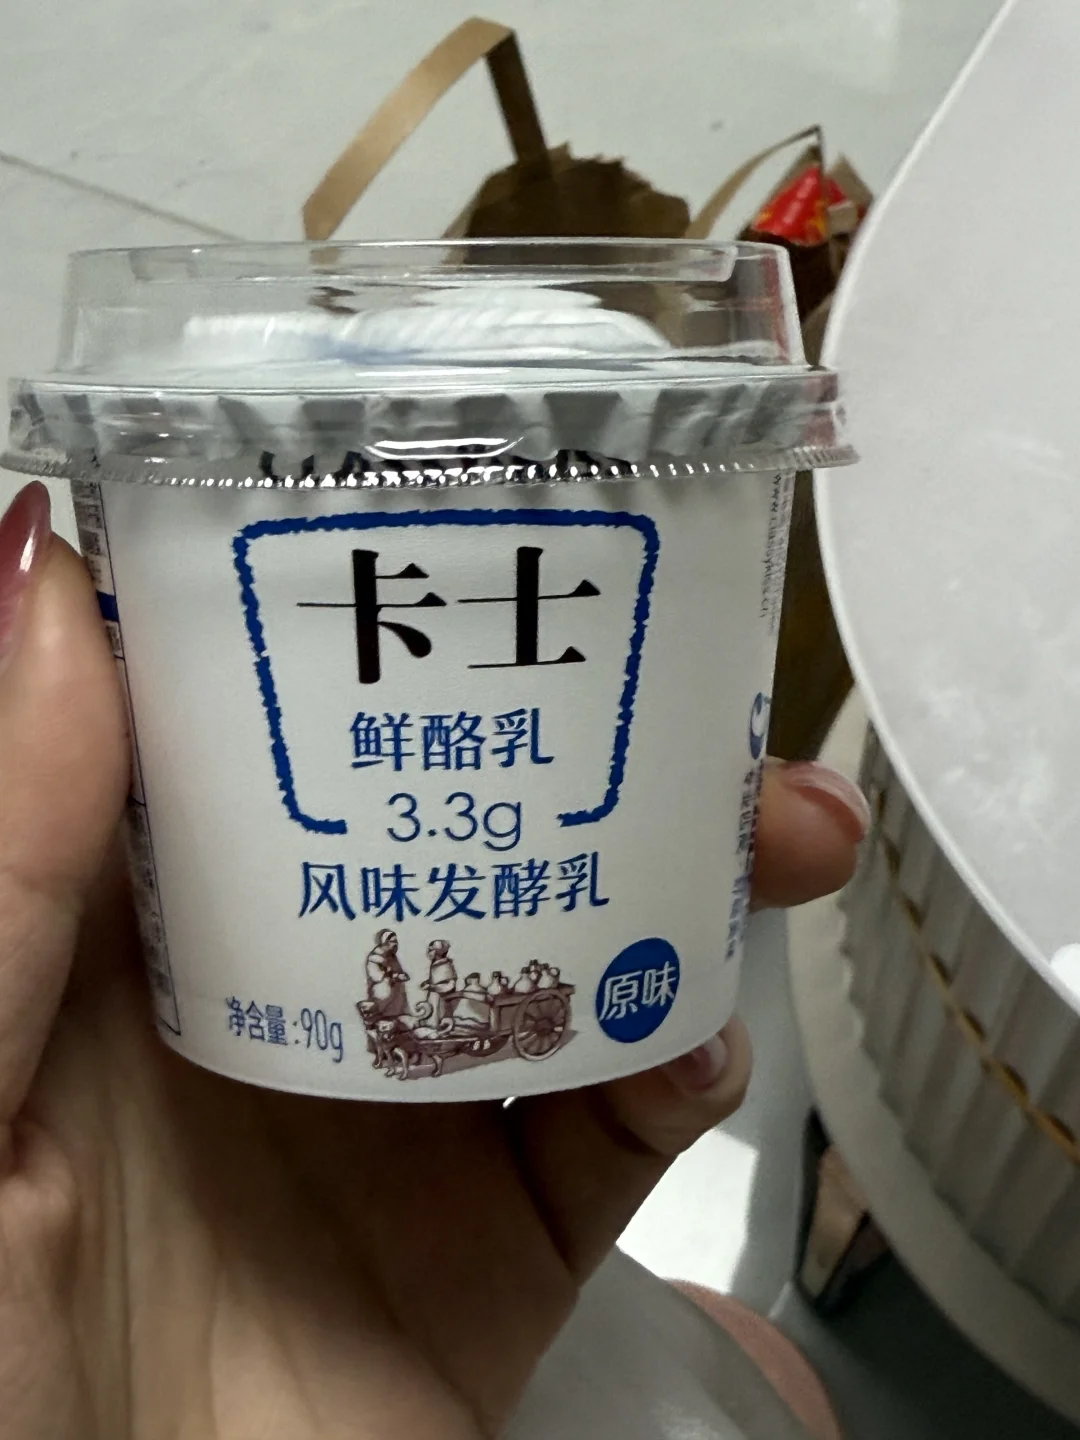 卡士
鲜酪乳
3.3g
风味发酵乳
原味
净含量:90g